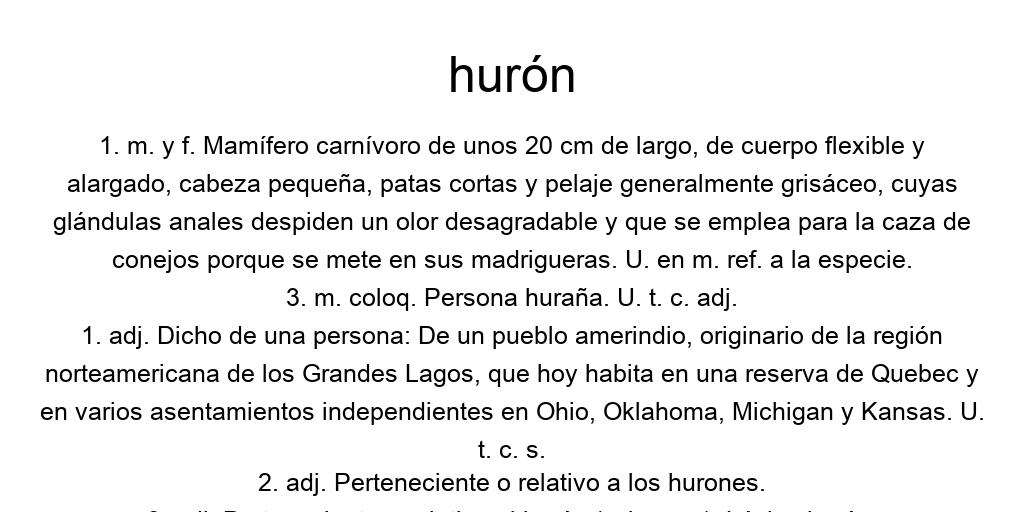 hurón
1. m. y f. Mamífero carnívoro de unos 20 cm de largo, de cuerpo flexible y
alargado, cabeza pequeña, patas cortas y pelaje generalmente grisáceo, cuyas
glándulas anales despiden un olor desagradable y que se emplea para la caza de
conejos porque se mete en sus madrigueras. U. en m. ref. a la especie.
3. m. coloq. Persona huraña. U. t. c. adj.
1. adj. Dicho de una persona: De un pueblo amerindio, originario de la región
norteamericana de los Grandes Lagos, que hoy habita en una reserva de Quebec y
en varios asentamientos independientes en Ohio, Oklahoma, Michigan y Kansas. U.
t. c. s.
2. adj. Perteneciente o relativo a los hurones.